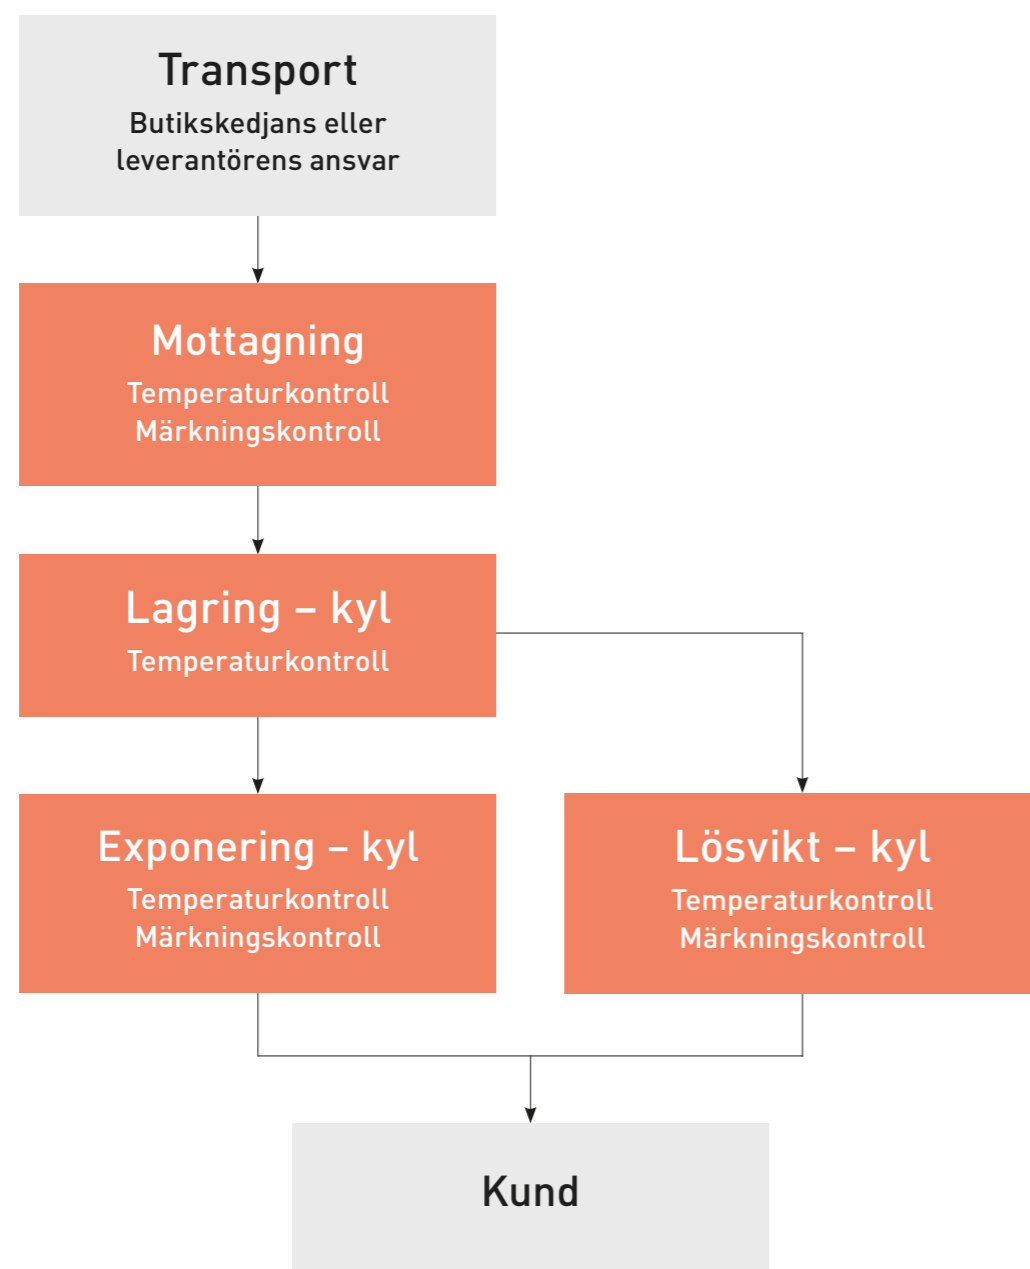 Transport
Butikskedjans eller
leverantörens ansvar
Mottagning
Temperaturkontroll
Märkningskontroll
Lagring – kyl
Temperaturkontroll
Exponering – kyl
Temperaturkontroll
Märkningskontroll
Lösvikt – kyl
Temperaturkontroll
Märkningskontroll
Kund